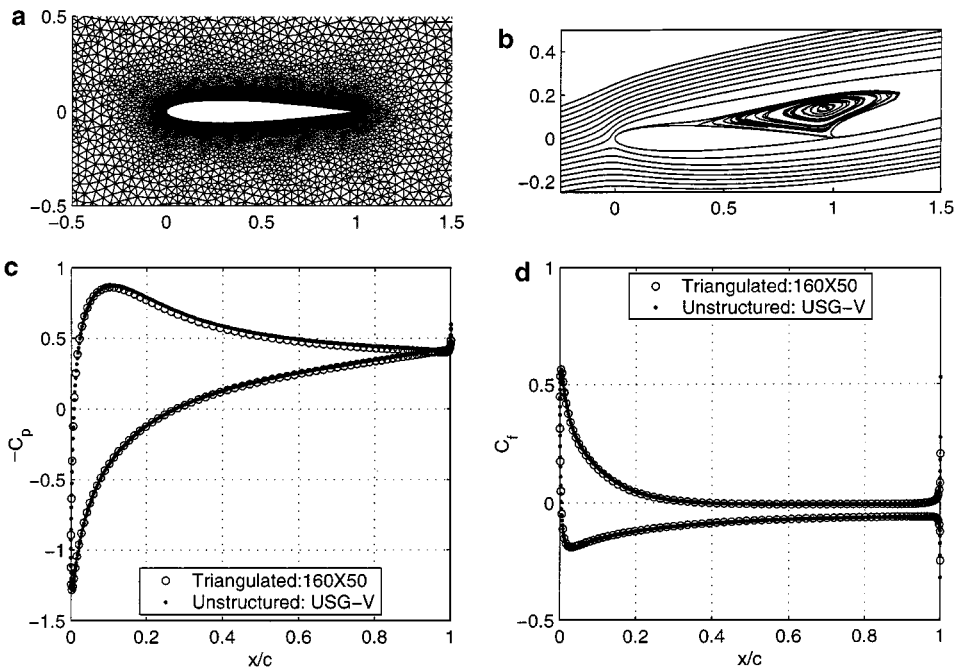 a
0.5
0
−0.5
−0.5 0 0.5 1 1.5
b
0.4
0.2
0
−0.2
0 0.5 1 1.5
c
1
0.5
0
−0.5
−1
−1.5
−Cp
0 0.2 0.4 0.6 0.8 1
x/c
Triangulated:160X50
Unstructured: USG−V
d
1
0.5
0
−0.5
Cf
0 0.2 0.4 0.6 0.8 1
x/c
Triangulated:160X50
Unstructured: USG−V